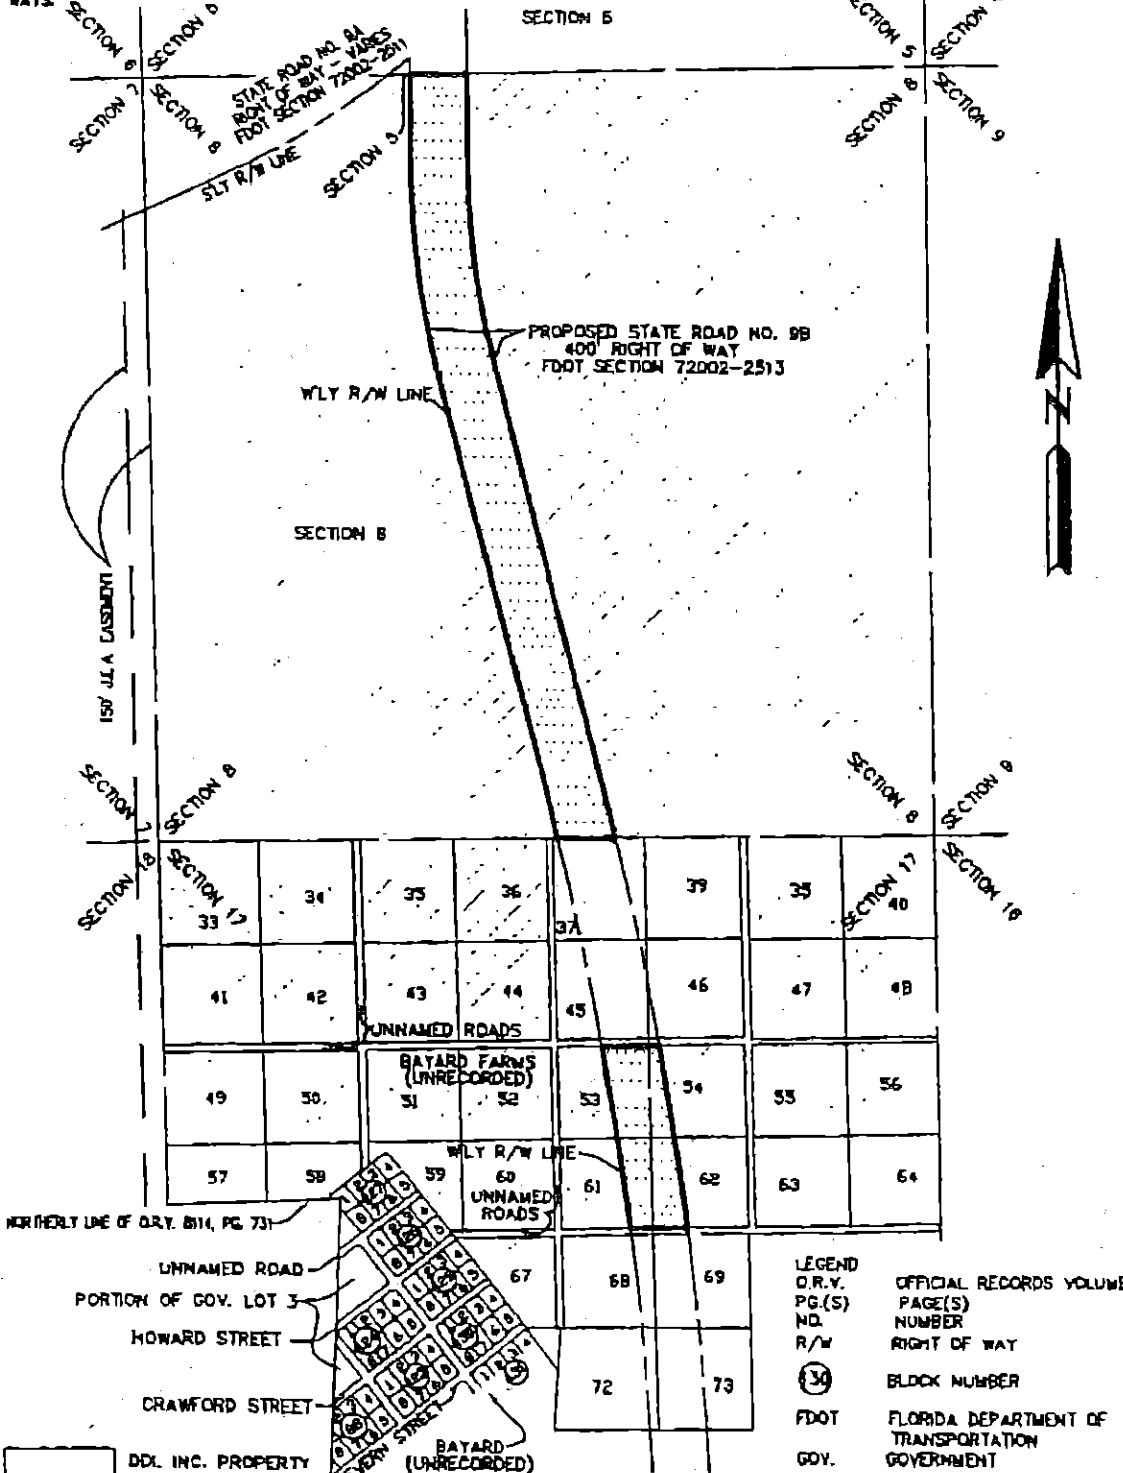 SECTION 6
SECTION 5
SECTION 5
SECTION 5
SECTION 7
SECTION 8
SECTION 8
SECTION 9
STATE ROAD NO. 9A
RIGHT OF WAY - VARIES
FDOT SECTION 72002-2511
SLY R/W LINE
SECTION 5
PROPOSED STATE ROAD NO. 9B
400' RIGHT OF WAY
FDOT SECTION 72002-2513
WLY R/W LINE
N
SECTION 8
150' J.E.A EASEMENT
SECTION 7
SECTION 8
SECTION 8
SECTION 9
SECTION 18
SECTION 17
SECTION 17
SECTION 16
33
34
35
36
37
39
35
40
41
42
43
44
45
46
47
48
UNNAMED ROADS
BAYARD FARMS
(UNRECORDED)
49
50
51
52
53
54
55
56
WLY R/W LINE
57
58
59
60
61
62
63
64
UNNAMED
ROADS
NORTHERLY LINE OF O.R.V. 8114, PG. 731
UNNAMED ROAD
PORTION OF GOV. LOT 3
HOWARD STREET
CRAWFORD STREET
67
68
69
72
73
BAYARD
(UNRECORDED)
DDI, INC. PROPERTY
LEGEND
O.R.V. OFFICIAL RECORDS VOLUME
PG.(S) PAGE(S)
NO. NUMBER
R/W RIGHT OF WAY
30 BLOCK NUMBER
FDOT FLORIDA DEPARTMENT OF
TRANSPORTATION
GOV. GOVERNMENT